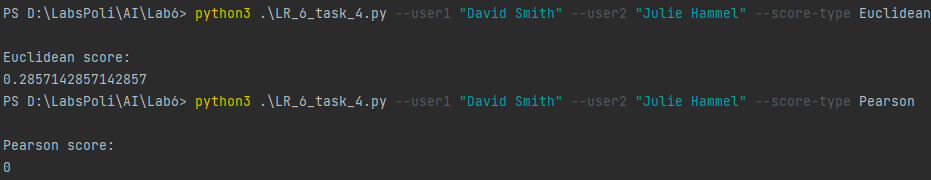 PS D:\LabsPoli\AI\Lab6> python3 .\LR_6_task_4.py --user1 "David Smith" --user2 "Julie Hammel" --score-type Euclidean
Euclidean score:
0.2857142857142857
PS D:\LabsPoli\AI\Lab6> python3 .\LR_6_task_4.py --user1 "David Smith" --user2 "Julie Hammel" --score-type Pearson
Pearson score:
0